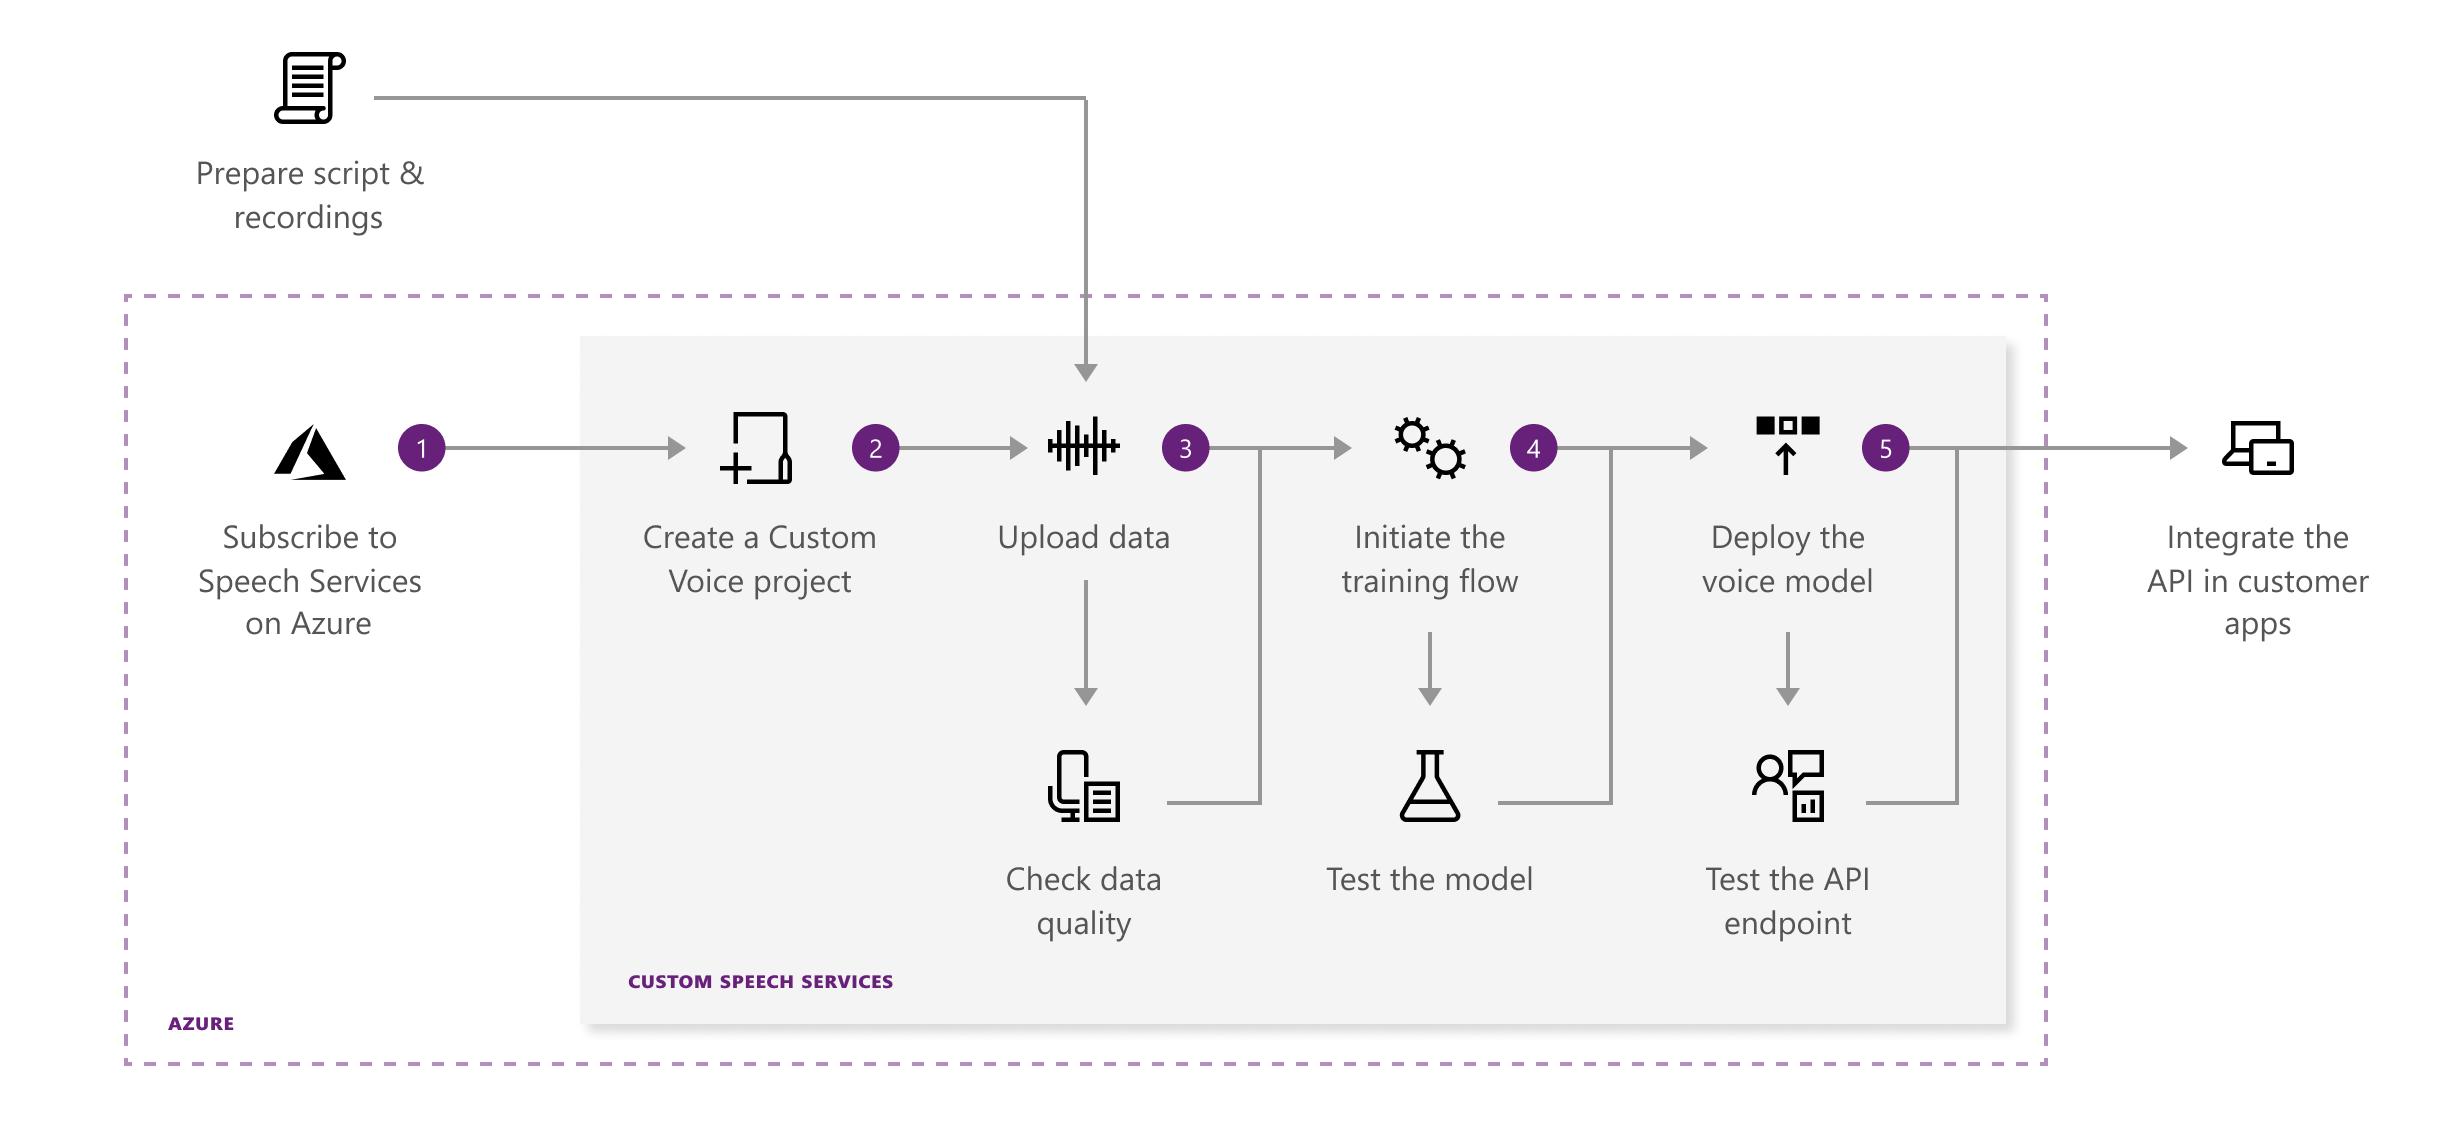 Prepare script &
recordings
1
2
3
4
5
Subscribe to
Speech Services
on Azure
Create a Custom
Voice project
Upload data
Initiate the
training flow
Deploy the
voice model
Integrate the
API in customer
apps
Check data
quality
Test the model
Test the API
endpoint
CUSTOM SPEECH SERVICES
AZURE